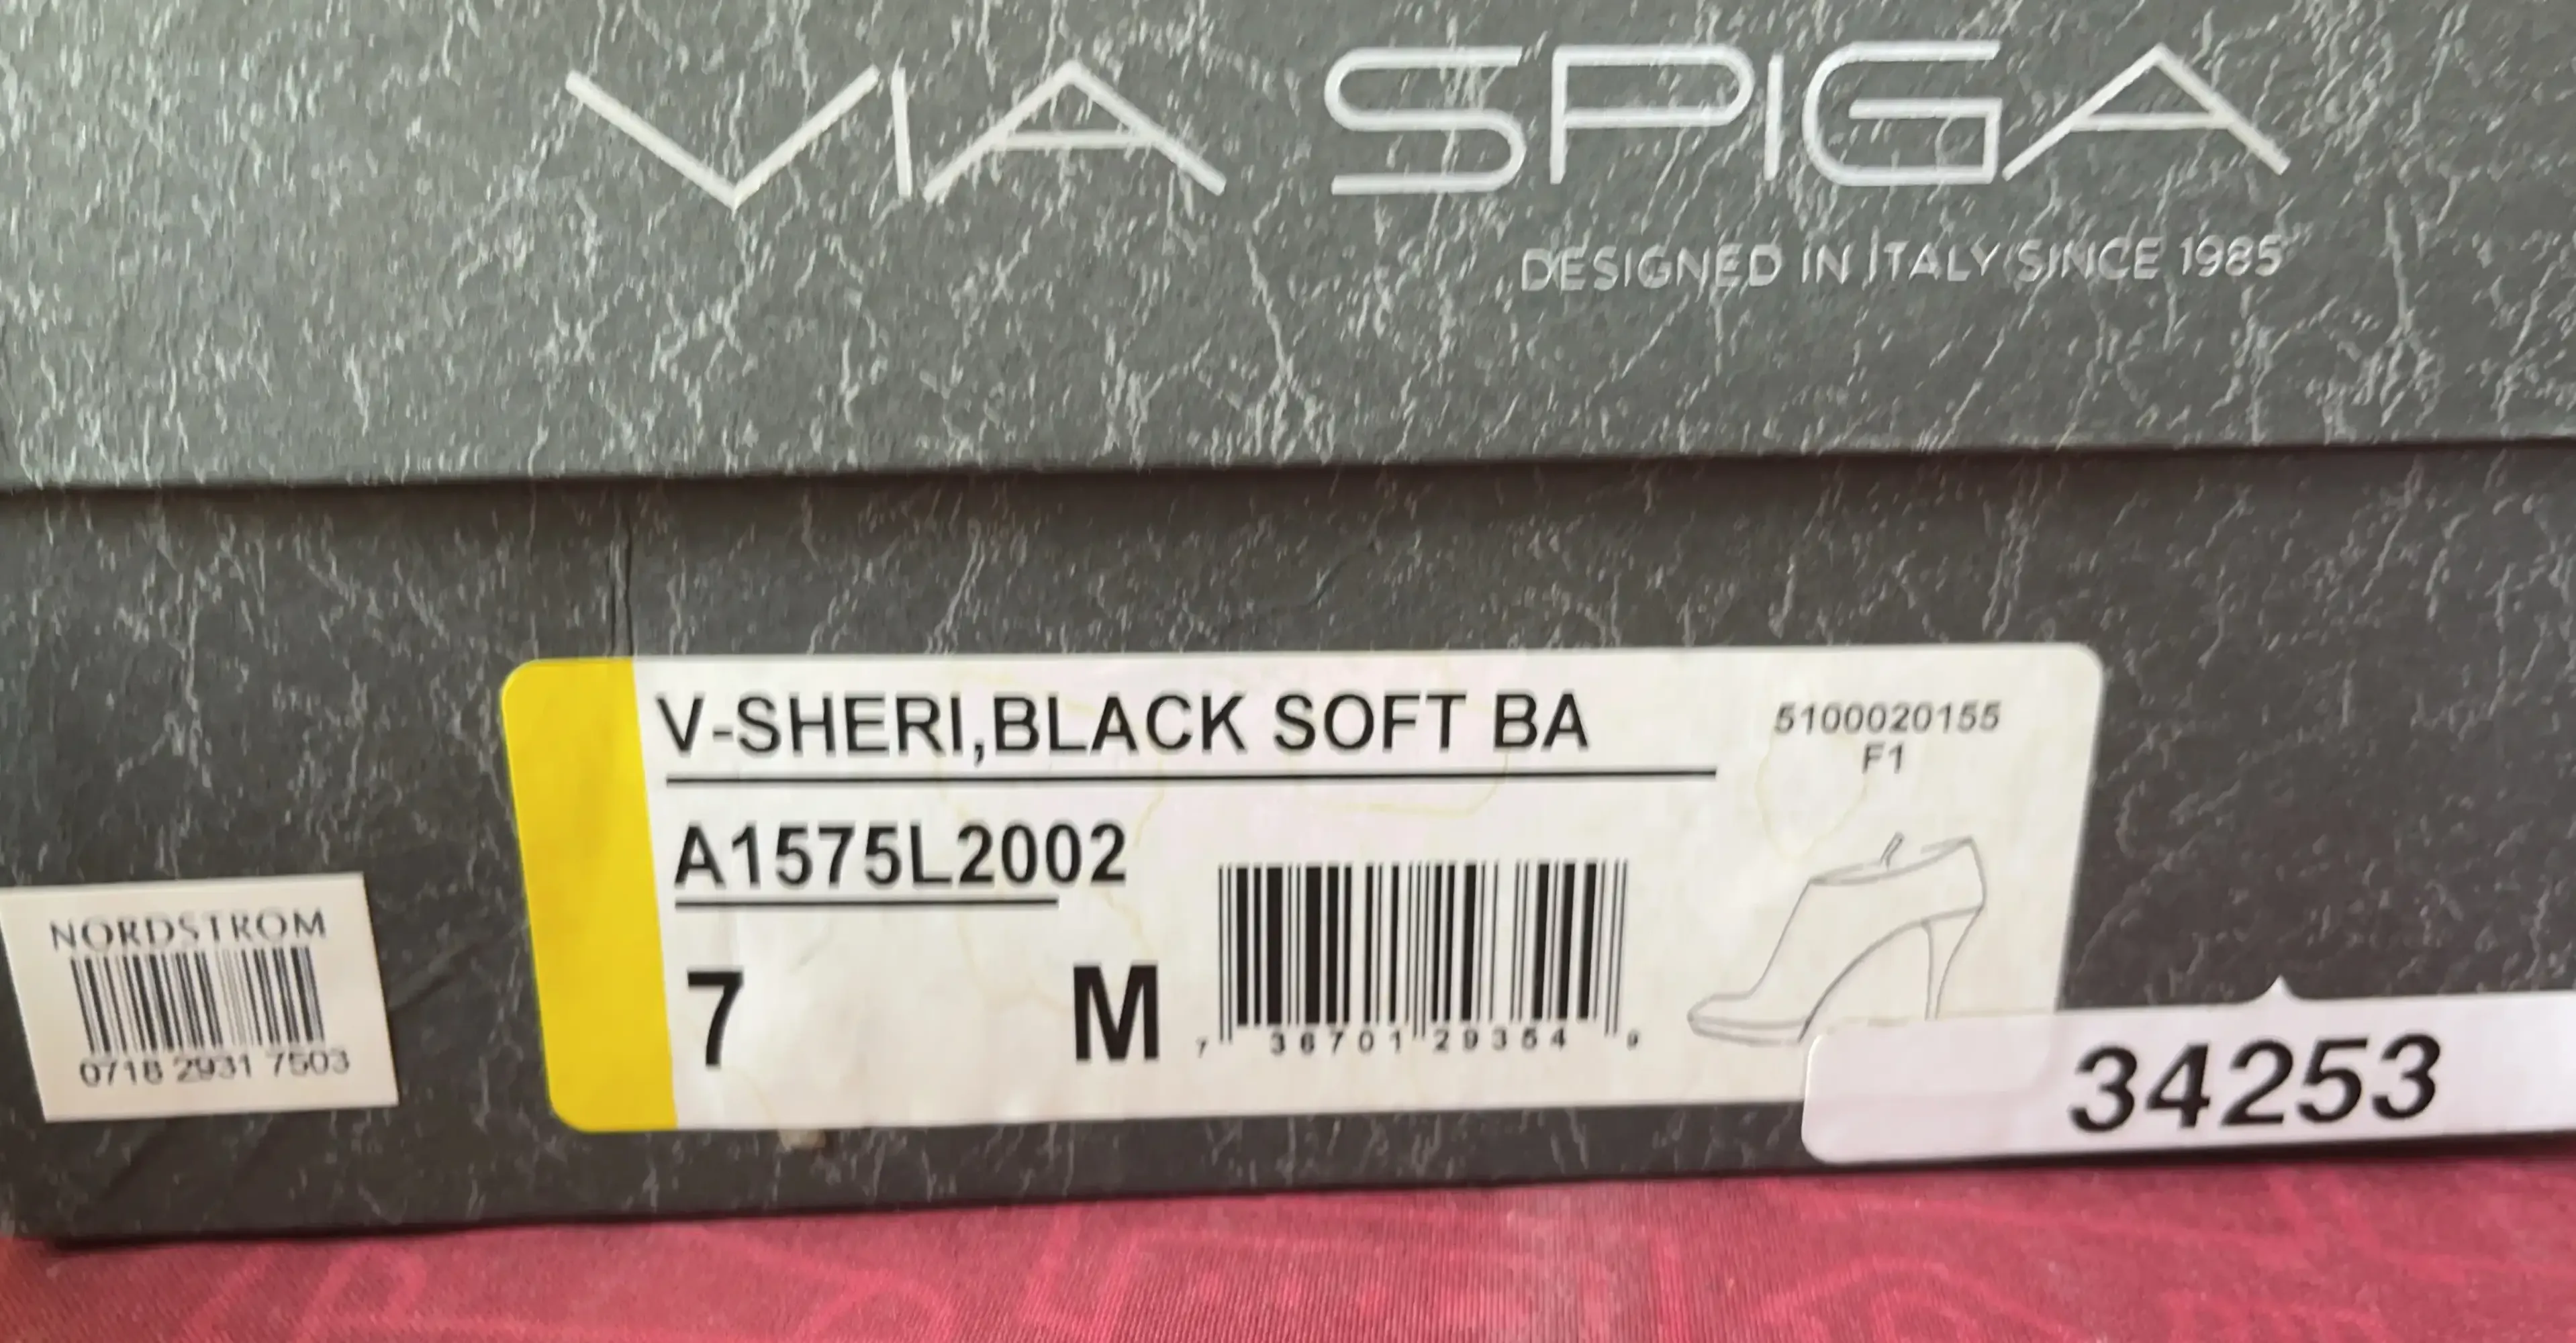 VIA SPIGA
DESIGNED IN ITALY SINCE 1985
V-SHERI,BLACK SOFT BA
5100020155
F1
A1575L2002
7 M
7 36701 29354 9
NORDSTROM
0718 2931 7503
34253